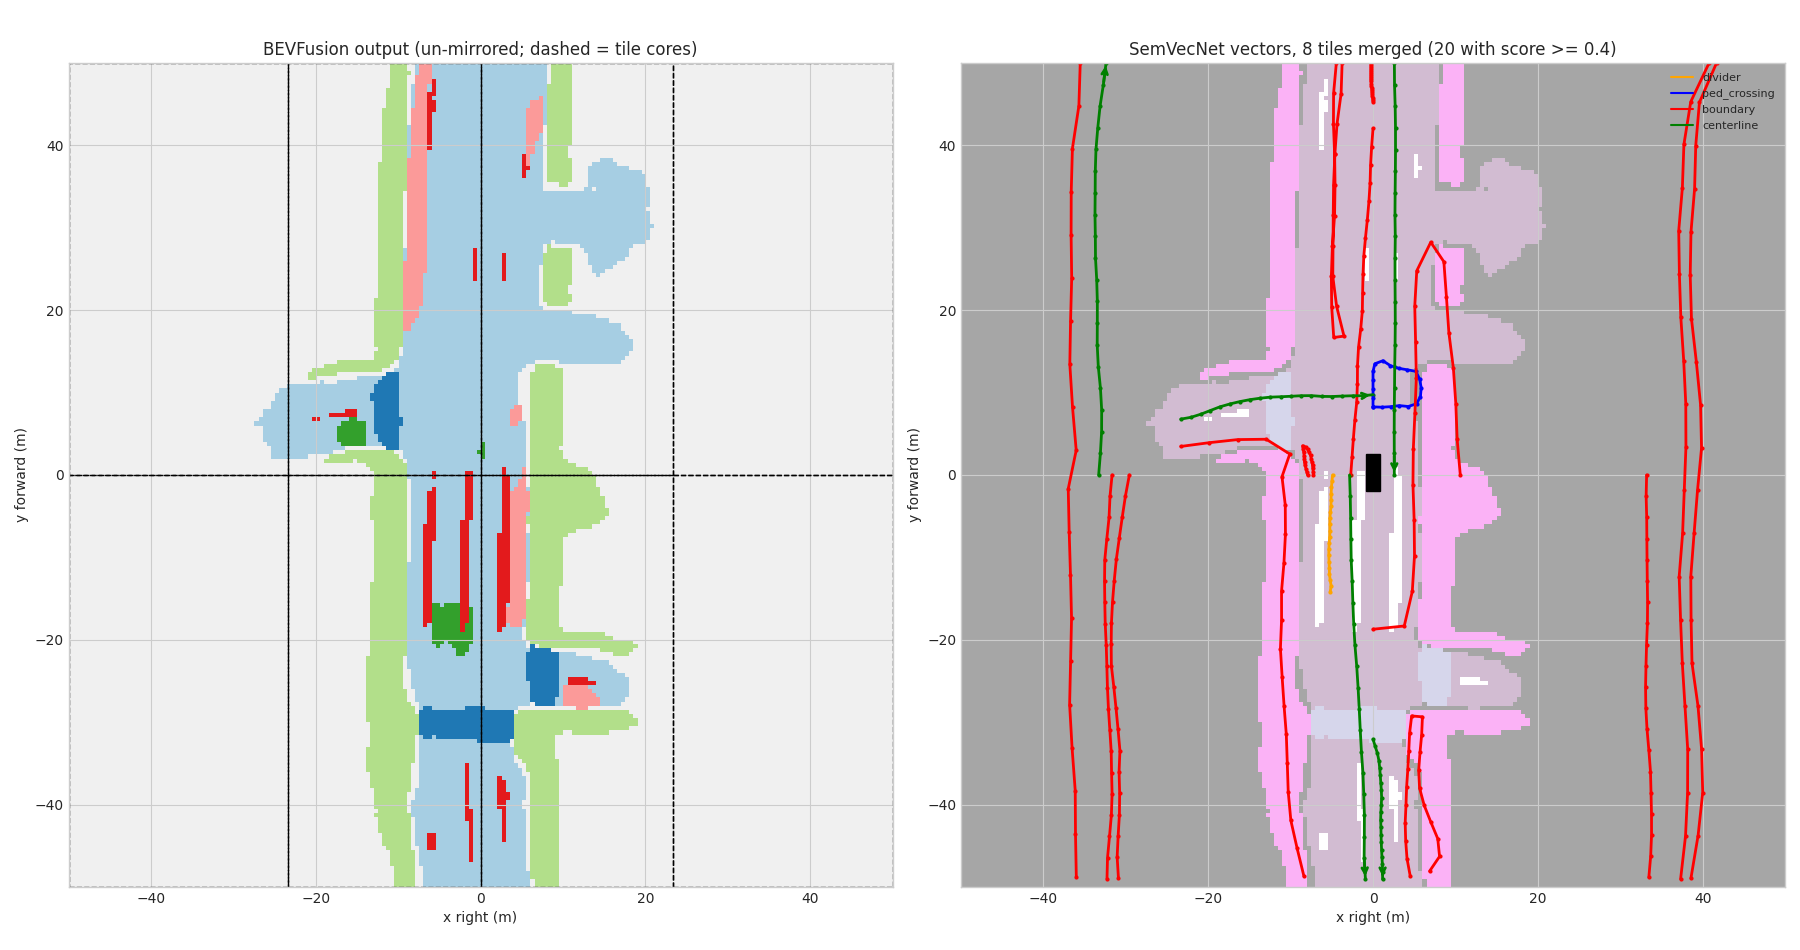 BEVFusion output (un-mirrored; dashed = tile cores)
40
20
0
−20
−40
y forward (m)
−40
−20
0
20
40
x right (m)
SemVecNet vectors, 8 tiles merged (20 with score >= 0.4)
divider
ped_crossing
boundary
centerline
40
20
0
−20
−40
y forward (m)
−40
−20
0
20
40
x right (m)